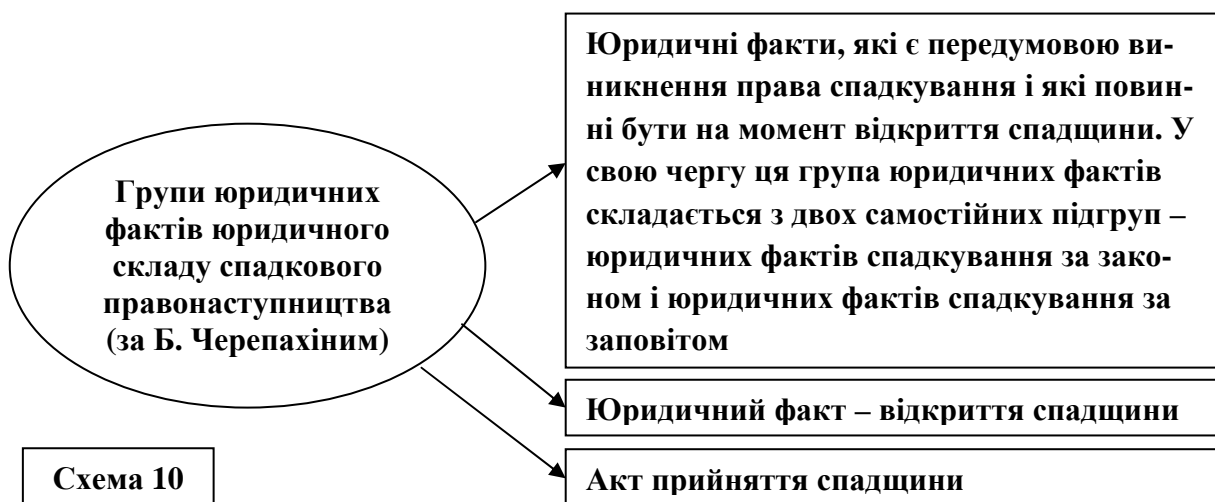 Групи юридичних
фактів юридичного
складу спадкового
правонаступництва
(за Б. Черепахіним)
Юридичні факти, які є передумовою ви-
никнення права спадкування і які повин-
ні бути на момент відкриття спадщини. У
свою чергу ця група юридичних фактів
складається з двох самостійних підгруп –
юридичних фактів спадкування за зако-
ном і юридичних фактів спадкування за
заповітом
Юридичний факт – відкриття спадщини
Акт прийняття спадщини
Схема 10